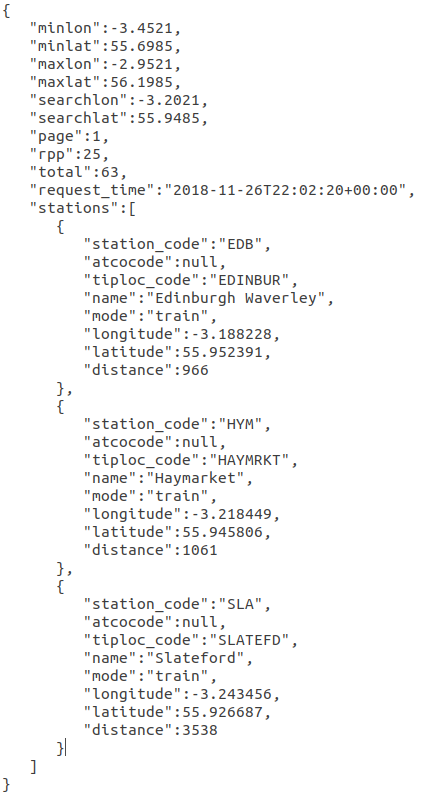 {
   "minlon":-3.4521,
   "minlat":55.6985,
   "maxlon":-2.9521,
   "maxlat":56.1985,
   "searchlon":-3.2021,
   "searchlat":55.9485,
   "page":1,
   "rpp":25,
   "total":63,
   "request_time":"2018-11-26T22:02:20+00:00",
   "stations":[
      {
         "station_code":"EDB",
         "atcocode":null,
         "tiploc_code":"EDINBUR",
         "name":"Edinburgh Waverley",
         "mode":"train",
         "longitude":-3.188228,
         "latitude":55.952391,
         "distance":966
      },
      {
         "station_code":"HYM",
         "atcocode":null,
         "tiploc_code":"HAYMRKT",
         "name":"Haymarket",
         "mode":"train",
         "longitude":-3.218449,
         "latitude":55.945806,
         "distance":1061
      },
      {
         "station_code":"SLA",
         "atcocode":null,
         "tiploc_code":"SLATEFD",
         "name":"Slateford",
         "mode":"train",
         "longitude":-3.243456,
         "latitude":55.926687,
         "distance":3538
      }
   ]
}